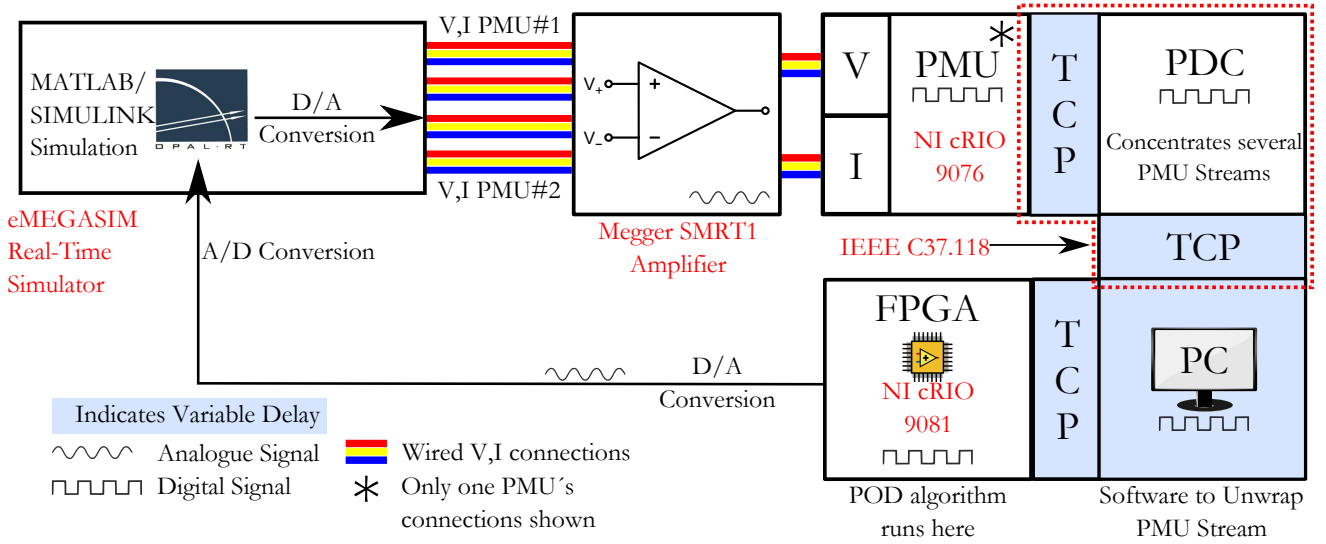 V,I PMU#1
MATLAB/
SIMULINK
Simulation
OPAL-RT
D/A
Conversion
V,I PMU#2
eMEGASIM
Real-Time
Simulator
A/D Conversion
V+
V−
+
−
Megger SMRT1
Amplifier
V
I
PMU
*
NI cRIO
9076
TCP
PDC
Concentrates several
PMU Streams
IEEE C37.118
TCP
FPGA
NI cRIO
9081
TCP
PC
D/A
Conversion
POD algorithm
runs here
Software to Unwrap
PMU Stream
Indicates Variable Delay
Analogue Signal
Digital Signal
Wired V,I connections
* Only one PMU´s
connections shown